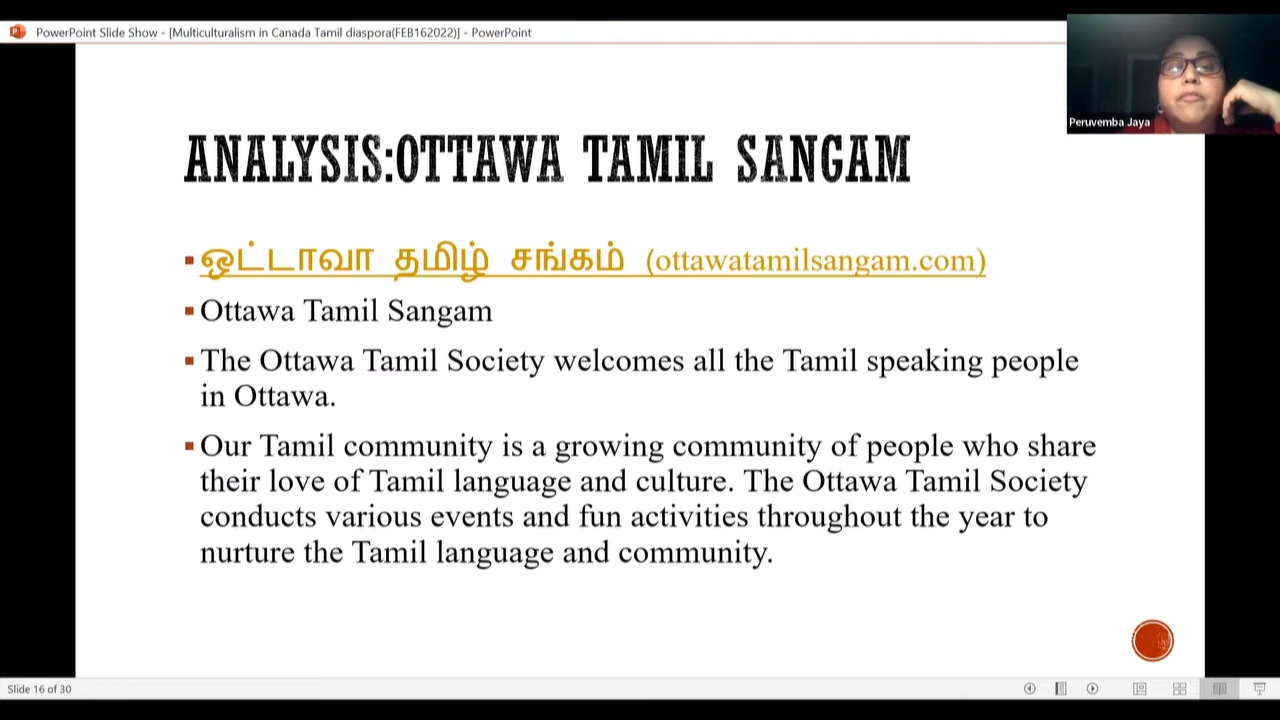 PowerPoint Slide Show - [Multiculturalism in Canada Tamil diaspora(FEB162022)] - PowerPoint
Peruvemba Jaya
ANALYSIS:OTTAWA TAMIL SANGAM
ஒட்டாவா தமிழ் சங்கம் (ottawatamilsangam.com)
Ottawa Tamil Sangam
The Ottawa Tamil Society welcomes all the Tamil speaking people
in Ottawa.
Our Tamil community is a growing community of people who share
their love of Tamil language and culture. The Ottawa Tamil Society
conducts various events and fun activities throughout the year to
nurture the Tamil language and community.
Slide 16 of 30